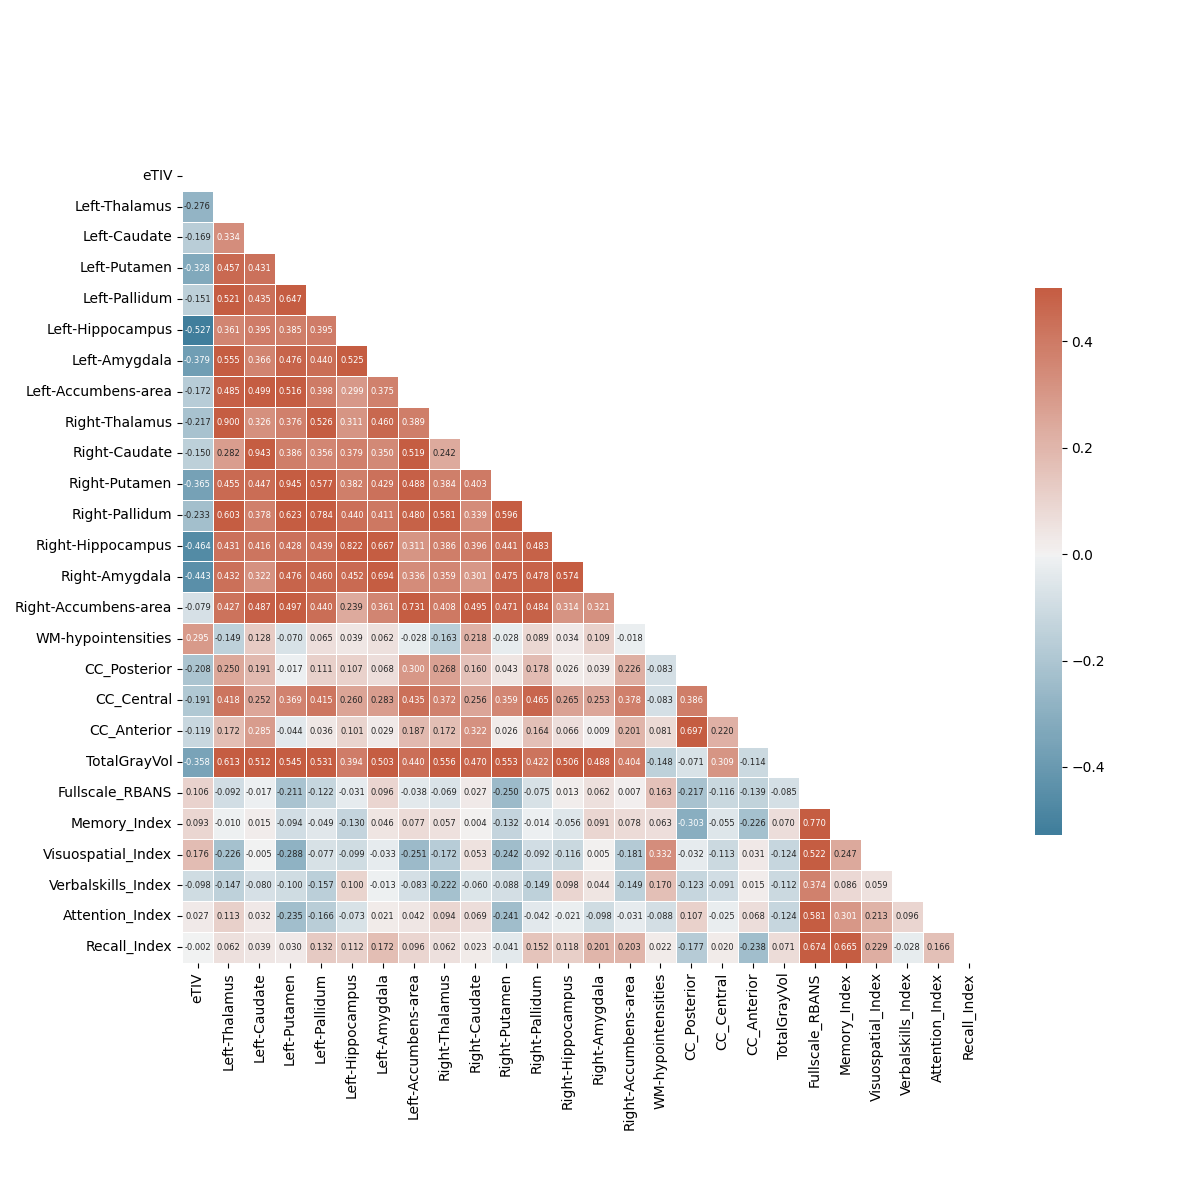 eTIV
Left-Thalamus -0.276
Left-Caudate -0.169 0.334
Left-Putamen -0.328 0.457 0.431
Left-Pallidum -0.151 0.521 0.435 0.647
Left-Hippocampus -0.527 0.361 0.395 0.385 0.395
Left-Amygdala -0.379 0.555 0.366 0.476 0.440 0.525
Left-Accumbens-area -0.172 0.485 0.499 0.516 0.398 0.299 0.375
Right-Thalamus -0.217 0.900 0.326 0.376 0.526 0.311 0.460 0.389
Right-Caudate -0.150 0.282 0.943 0.386 0.356 0.379 0.350 0.519 0.242
Right-Putamen -0.365 0.455 0.447 0.945 0.577 0.382 0.429 0.488 0.384 0.403
Right-Pallidum -0.233 0.603 0.378 0.623 0.784 0.440 0.411 0.480 0.581 0.339 0.596
Right-Hippocampus -0.464 0.431 0.416 0.428 0.439 0.822 0.667 0.311 0.386 0.396 0.441 0.483
Right-Amygdala -0.443 0.432 0.322 0.476 0.460 0.452 0.694 0.336 0.359 0.301 0.475 0.478 0.574
Right-Accumbens-area -0.079 0.427 0.487 0.497 0.440 0.239 0.361 0.731 0.408 0.495 0.471 0.484 0.314 0.321
WM-hypointensities 0.295 -0.149 0.128 -0.070 0.065 0.039 0.062 -0.028 -0.163 0.218 -0.028 0.089 0.034 0.109 -0.018
CC_Posterior -0.208 0.250 0.191 -0.017 0.111 0.107 0.068 0.300 0.268 0.160 0.043 0.178 0.026 0.039 0.226 -0.083
CC_Central -0.191 0.418 0.252 0.369 0.415 0.260 0.283 0.435 0.372 0.256 0.359 0.465 0.265 0.253 0.378 -0.083 0.386
CC_Anterior -0.119 0.172 0.285 -0.044 0.036 0.101 0.029 0.187 0.172 0.322 0.026 0.164 0.066 0.009 0.201 0.081 0.697 0.220
TotalGrayVol -0.358 0.613 0.512 0.545 0.531 0.394 0.503 0.440 0.556 0.470 0.553 0.422 0.506 0.488 0.404 -0.148 -0.071 0.309 -0.114
Fullscale_RBANS 0.106 -0.092 -0.017 -0.211 -0.122 -0.031 0.096 -0.038 -0.069 0.027 -0.250 -0.075 0.013 0.062 0.007 0.163 -0.217 -0.116 -0.139 -0.085
Memory_Index 0.093 -0.010 0.015 -0.094 -0.049 -0.130 0.046 0.077 0.057 0.004 -0.132 -0.014 -0.056 0.091 0.078 0.063 -0.303 -0.055 -0.226 0.070 0.770
Visuospatial_Index 0.176 -0.226 -0.005 -0.288 -0.077 -0.099 -0.033 -0.251 -0.172 0.053 -0.242 -0.092 -0.116 0.005 -0.181 0.332 -0.032 -0.113 0.031 -0.124 0.522 0.247
Verbalskills_Index -0.098 -0.147 -0.080 -0.100 -0.157 0.100 -0.013 -0.083 -0.222 -0.060 -0.088 -0.149 0.098 0.044 -0.149 0.170 -0.123 -0.091 0.015 -0.112 0.374 0.086 0.059
Attention_Index 0.027 0.113 0.032 -0.235 -0.166 -0.073 0.021 0.042 0.094 0.069 -0.241 -0.042 -0.021 -0.098 -0.031 -0.088 0.107 -0.025 0.068 -0.124 0.581 0.301 0.213 0.096
Recall_Index -0.002 0.062 0.039 0.030 0.132 0.112 0.172 0.096 0.062 0.023 -0.041 0.152 0.118 0.201 0.203 0.022 -0.177 0.020 -0.238 0.071 0.674 0.665 0.229 -0.028 0.166
eTIV
Left-Thalamus
Left-Caudate
Left-Putamen
Left-Pallidum
Left-Hippocampus
Left-Amygdala
Left-Accumbens-area
Right-Thalamus
Right-Caudate
Right-Putamen
Right-Pallidum
Right-Hippocampus
Right-Amygdala
Right-Accumbens-area
WM-hypointensities
CC_Posterior
CC_Central
CC_Anterior
TotalGrayVol
Fullscale_RBANS
Memory_Index
Visuospatial_Index
Verbalskills_Index
Attention_Index
Recall_Index
0.4
0.2
0.0
−0.2
−0.4